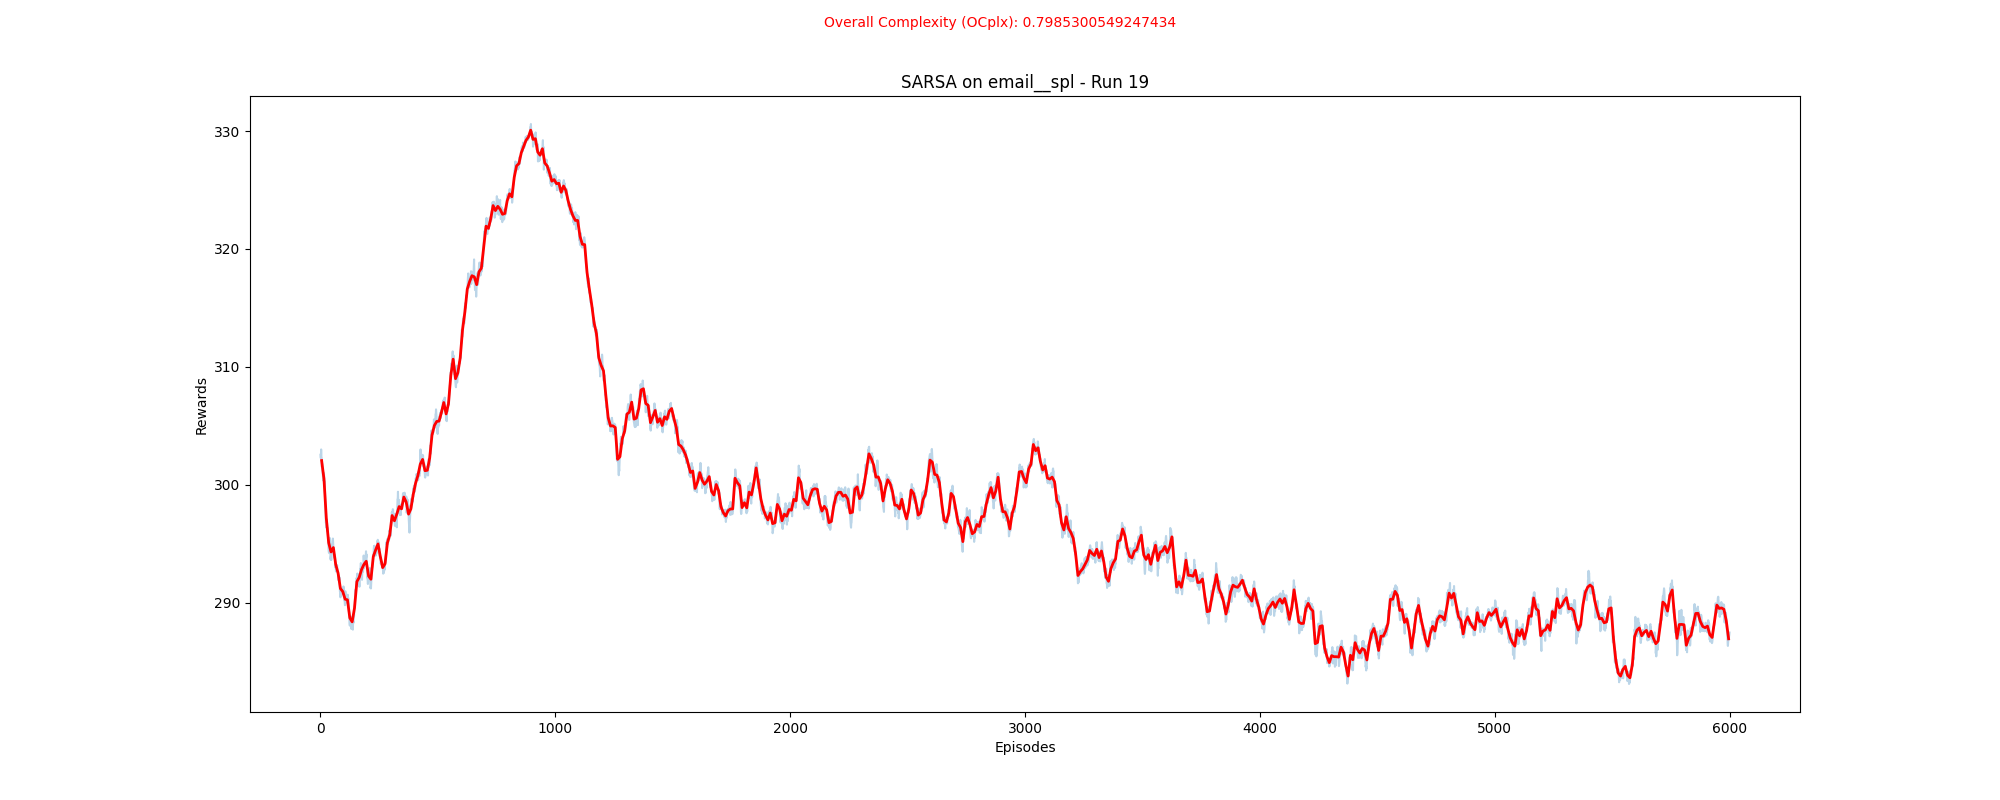 Overall Complexity (OCplx): 0.7985300549247434
SARSA on email__spl - Run 19
330
320
310
300
290
Rewards
0 1000 2000 3000 4000 5000 6000
Episodes